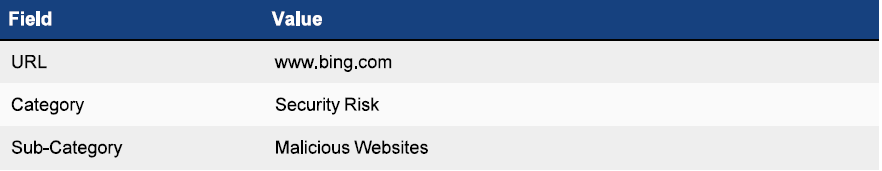 Field Value
URL www.bing.com
Category Security Risk
Sub-Category Malicious Websites